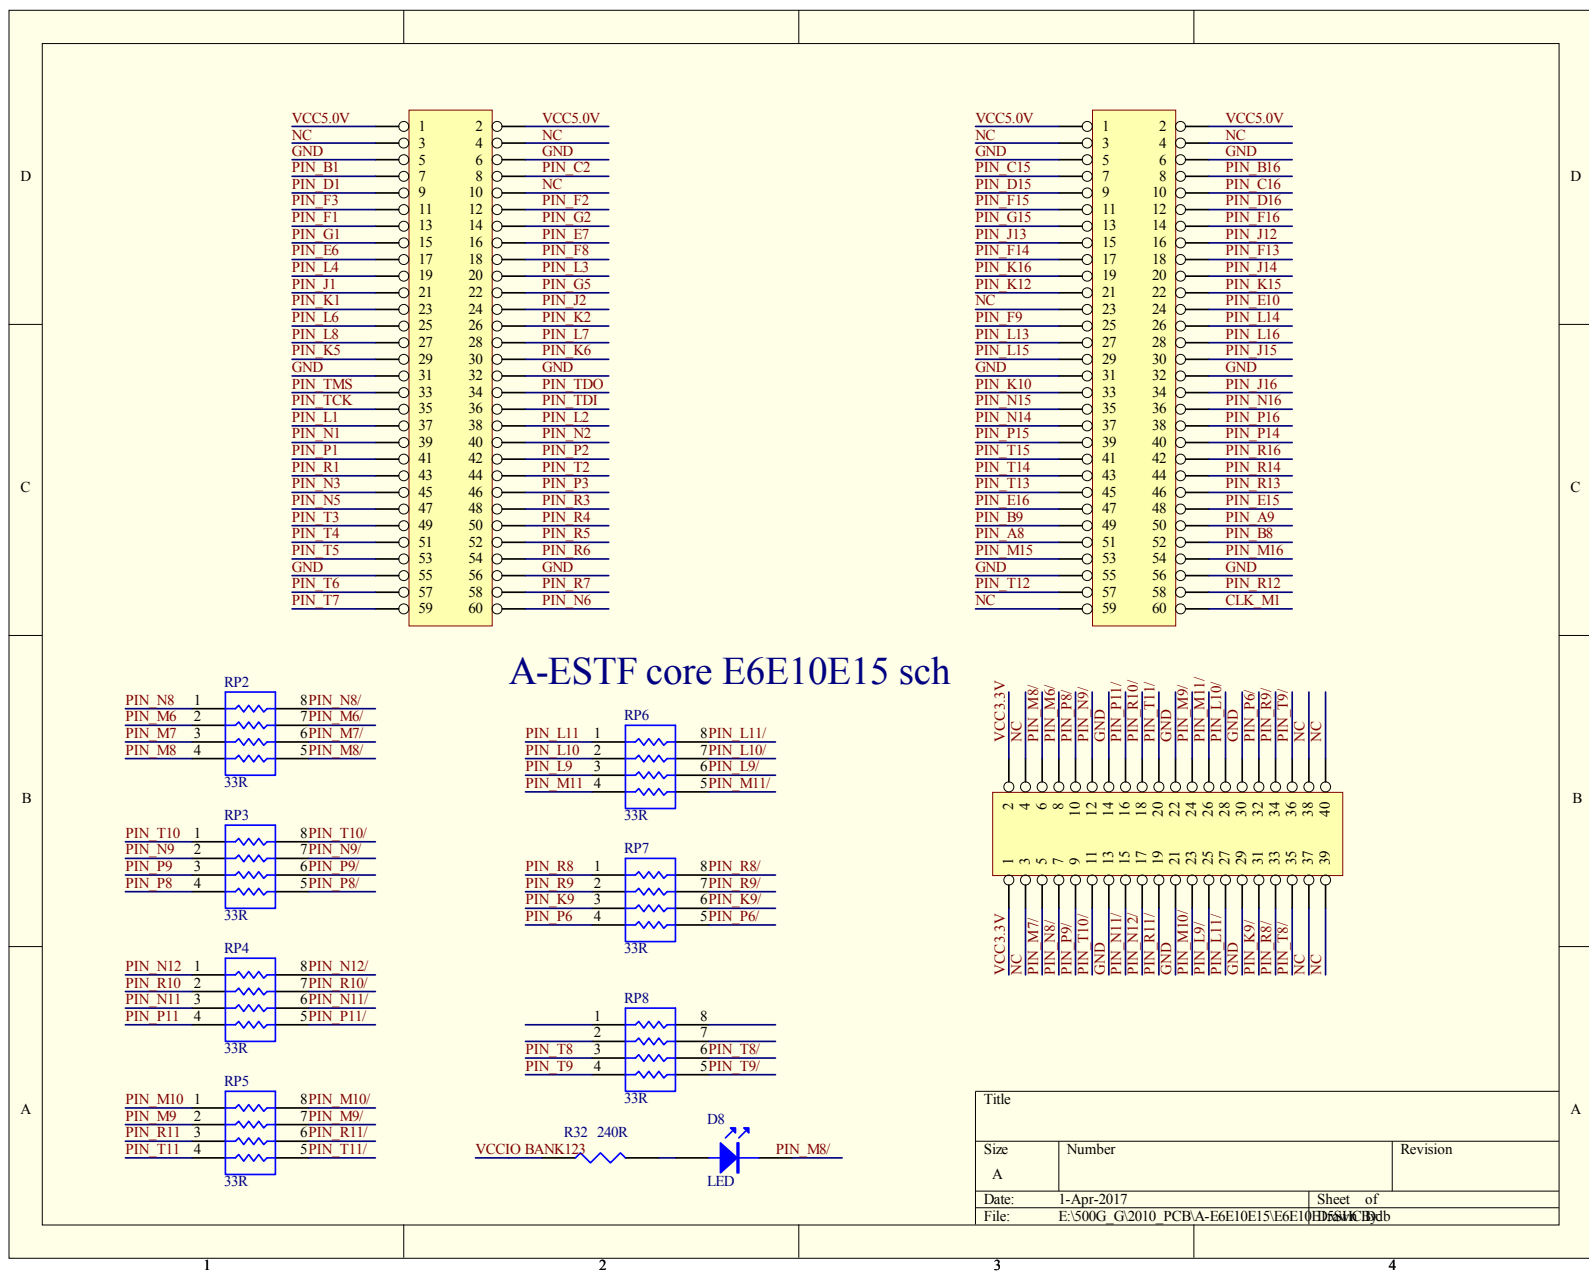 VCC5.0V 1 2 VCC5.0V
NC 3 4 NC
GND 5 6 GND
PIN_B1 7 8 PIN_C2
PIN_D1 9 10 NC
PIN_F3 11 12 PIN_F2
PIN_F1 13 14 PIN_G2
PIN_G1 15 16 PIN_E7
PIN_E6 17 18 PIN_F8
PIN_L4 19 20 PIN_L3
PIN_J1 21 22 PIN_G5
PIN_K1 23 24 PIN_J2
PIN_L6 25 26 PIN_K2
PIN_L8 27 28 PIN_L7
PIN_K5 29 30 PIN_K6
GND 31 32 GND
PIN_TMS 33 34 PIN_TDO
PIN_TCK 35 36 PIN_TDI
PIN_L1 37 38 PIN_L2
PIN_N1 39 40 PIN_N2
PIN_P1 41 42 PIN_P2
PIN_R1 43 44 PIN_T2
PIN_N3 45 46 PIN_P3
PIN_N5 47 48 PIN_R3
PIN_T3 49 50 PIN_R4
PIN_T4 51 52 PIN_R5
PIN_T5 53 54 PIN_R6
GND 55 56 GND
PIN_T6 57 58 PIN_R7
PIN_T7 59 60 PIN_N6
VCC5.0V 1 2 VCC5.0V
NC 3 4 NC
GND 5 6 GND
PIN_C15 7 8 PIN_B16
PIN_D15 9 10 PIN_C16
PIN_F15 11 12 PIN_D16
PIN_G15 13 14 PIN_F16
PIN_J13 15 16 PIN_J12
PIN_F14 17 18 PIN_F13
PIN_K16 19 20 PIN_J14
PIN_K12 21 22 PIN_K15
NC 23 24 PIN_E10
PIN_F9 25 26 PIN_L14
PIN_L13 27 28 PIN_L16
PIN_L15 29 30 PIN_J15
GND 31 32 GND
PIN_K10 33 34 PIN_J16
PIN_N15 35 36 PIN_N16
PIN_N14 37 38 PIN_P16
PIN_P15 39 40 PIN_P14
PIN_T15 41 42 PIN_R16
PIN_T14 43 44 PIN_R14
PIN_T13 45 46 PIN_R13
PIN_E16 47 48 PIN_E15
PIN_B9 49 50 PIN_A9
PIN_A8 51 52 PIN_B8
PIN_M15 53 54 PIN_M16
GND 55 56 GND
PIN_T12 57 58 PIN_R12
NC 59 60 CLK_M1
A-ESTF core E6E10E15 sch
RP2
PIN_N8 1 8 PIN_N8/
PIN_M6 2 7 PIN_M6/
PIN_M7 3 6 PIN_M7/
PIN_M8 4 5 PIN_M8/
33R
RP3
PIN_T10 1 8 PIN_T10/
PIN_N9 2 7 PIN_N9/
PIN_P9 3 6 PIN_P9/
PIN_P8 4 5 PIN_P8/
33R
RP4
PIN_N12 1 8 PIN_N12/
PIN_R10 2 7 PIN_R10/
PIN_N11 3 6 PIN_N11/
PIN_P11 4 5 PIN_P11/
33R
RP5
PIN_M10 1 8 PIN_M10/
PIN_M9 2 7 PIN_M9/
PIN_R11 3 6 PIN_R11/
PIN_T11 4 5 PIN_T11/
33R
RP6
PIN_L11 1 8 PIN_L11/
PIN_L10 2 7 PIN_L10/
PIN_L9 3 6 PIN_L9/
PIN_M11 4 5 PIN_M11/
33R
RP7
PIN_R8 1 8 PIN_R8/
PIN_R9 2 7 PIN_R9/
PIN_K9 3 6 PIN_K9/
PIN_P6 4 5 PIN_P6/
33R
RP8
1 8
2 7
PIN_T8 3 6 PIN_T8/
PIN_T9 4 5 PIN_T9/
33R
R32 240R
D8
VCCIO BANK123
PIN_M8/
LED
VCC3.3V NC PIN_M8/ PIN_M6/ PIN_P8/ PIN_N9/ GND PIN_P11/ PIN_R10/ PIN_T11/ GND PIN_M9/ PIN_M11/ PIN_L10/ GND PIN_P6/ PIN_R9/ PIN_T9/ NC NC
2 4 6 8 10 12 14 16 18 20 22 24 26 28 30 32 34 36 38 40
1 3 5 7 9 11 13 15 17 19 21 23 25 27 29 31 33 35 37 39
VCC3.3V NC PIN_M7/ PIN_N8/ PIN_P9/ PIN_T10/ GND PIN_N11/ PIN_N12/ PIN_R11/ GND PIN_M10/ PIN_L9/ PIN_L11/ GND PIN_K9/ PIN_R8/ PIN_T8/ NC NC
Title
Size Number Revision
A
Date: 1-Apr-2017 Sheet of
File: E:\500G_G\2010_PCB\A-E6E10E15\
D D
C C
B B
A A
1 2 3 4